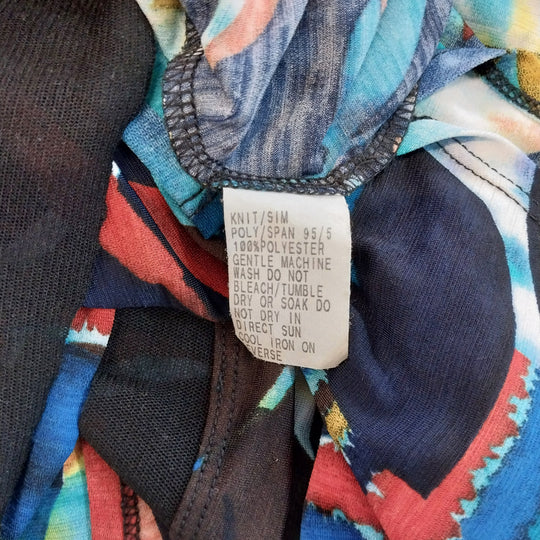 KNIT/SIM
POLY/SPAN 95/5
100%POLYESTER
GENTLE MACHINE
WASH DO NOT
BLEACH/TUMBLE
DRY OR SOAK DO
NOT DRY IN
DIRECT SUN
COOL IRON ON
REVERSE